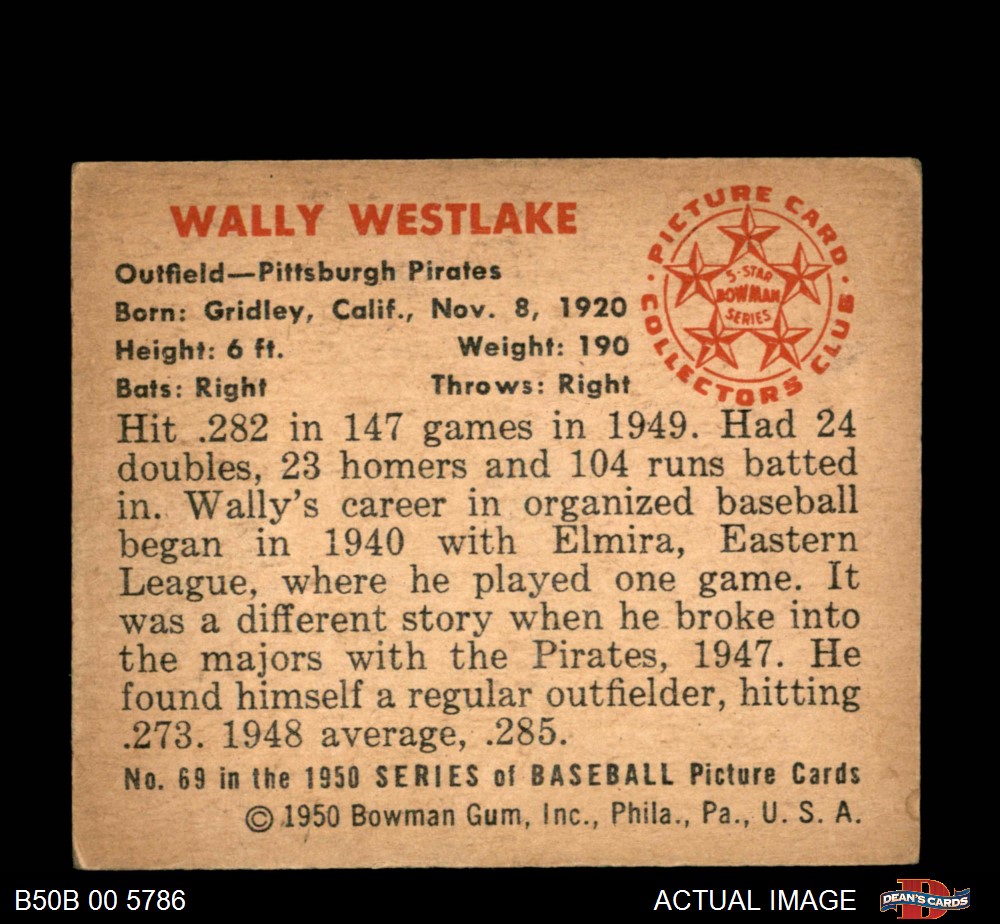 WALLY WESTLAKE
Outfield—Pittsburgh Pirates
Born: Gridley, Calif., Nov. 8, 1920
Height: 6 ft. Weight: 190
Bats: Right Throws: Right
PICTURE CARD
COLLECTORS CLUB
5-STAR
BOWMAN
SERIES
Hit .282 in 147 games in 1949. Had 24
doubles, 23 homers and 104 runs batted
in. Wally's career in organized baseball
began in 1940 with Elmira, Eastern
League, where he played one game. It
was a different story when he broke into
the majors with the Pirates, 1947. He
found himself a regular outfielder, hitting
.273. 1948 average, .285.
No. 69 in the 1950 SERIES of BASEBALL Picture Cards
© 1950 Bowman Gum, Inc., Phila., Pa., U. S. A.
B50B 00 5786
ACTUAL IMAGE
D
DEAN'S CARDS